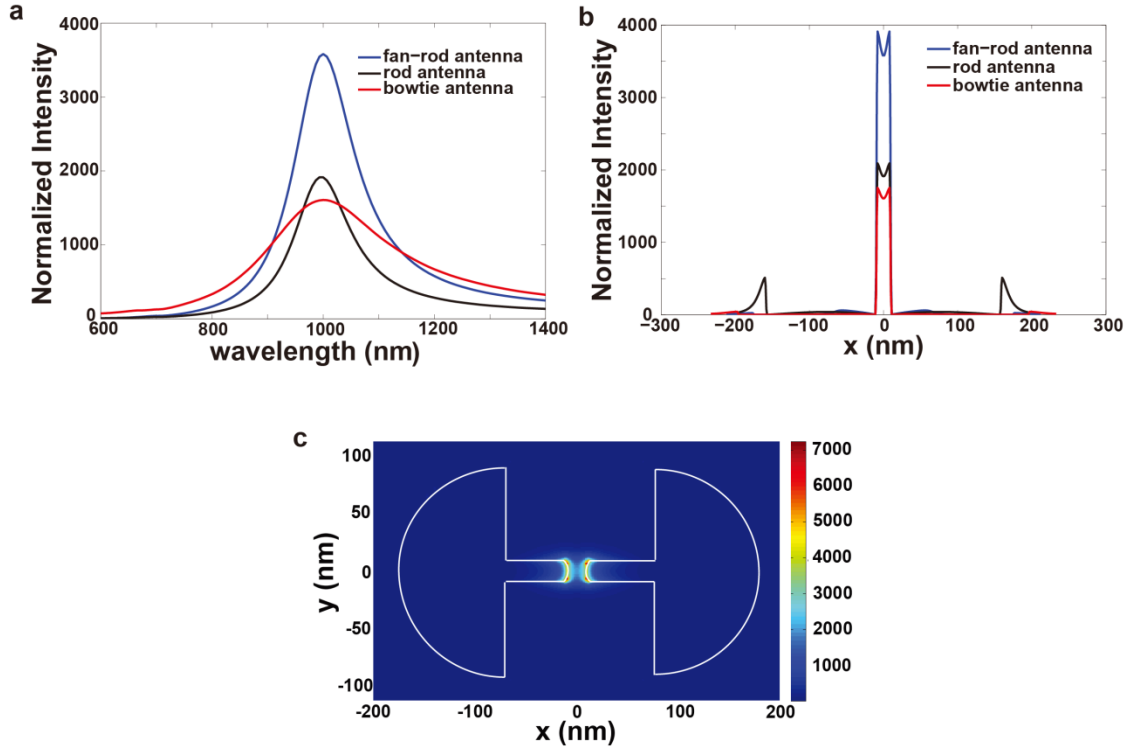 a
Normalized Intensity
4000
3000
2000
1000
0
600
800
1000
1200
1400
wavelength (nm)
fan−rod antenna
rod antenna
bowtie antenna
b
Normalized Intensity
4000
3000
2000
1000
0
−300
−200
−100
0
100
200
300
x (nm)
fan−rod antenna
rod antenna
bowtie antenna
c
y (nm)
100
50
0
-50
-100
-200
-100
0
100
200
x (nm)
7000
6000
5000
4000
3000
2000
1000